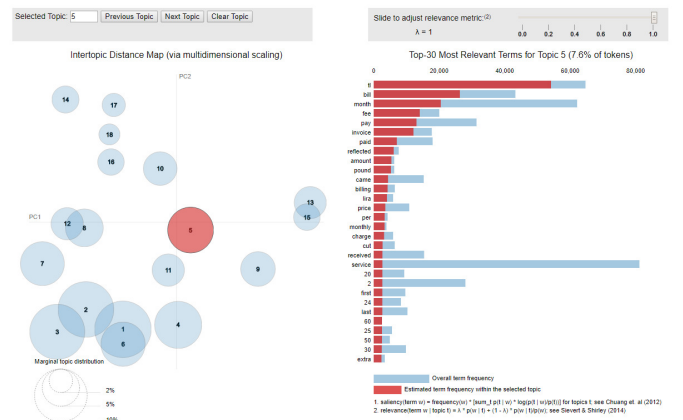 Selected Topic: 5 Previous Topic Next Topic Clear Topic
Slide to adjust relevance metric:(2)
λ = 1
0.0 0.2 0.4 0.6 0.8 1.0
Intertopic Distance Map (via multidimensional scaling)
PC2
PC1
14
17
18
16
10
13
15
12
8
5
7
11
9
2
3
1
6
4
Marginal topic distribution
2%
5%
10%
Top-30 Most Relevant Terms for Topic 5 (7.6% of tokens)
0 20,000 40,000 60,000 80,000
tl
bill
month
fee
pay
invoice
paid
reflected
amount
pound
came
billing
lira
price
per
monthly
charge
cut
received
service
20
2
first
24
last
60
25
50
30
extra
Overall term frequency
Estimated term frequency within the selected topic
1. saliency(term w) = frequency(w) * [sum_t p(t | w) * log(p(t | w)/p(t))] for topics t; see Chuang et. al (2012)
2. relevance(term w | topic t) = λ * p(w | t) + (1 - λ) * p(w | t)/p(w); see Sievert & Shirley (2014)